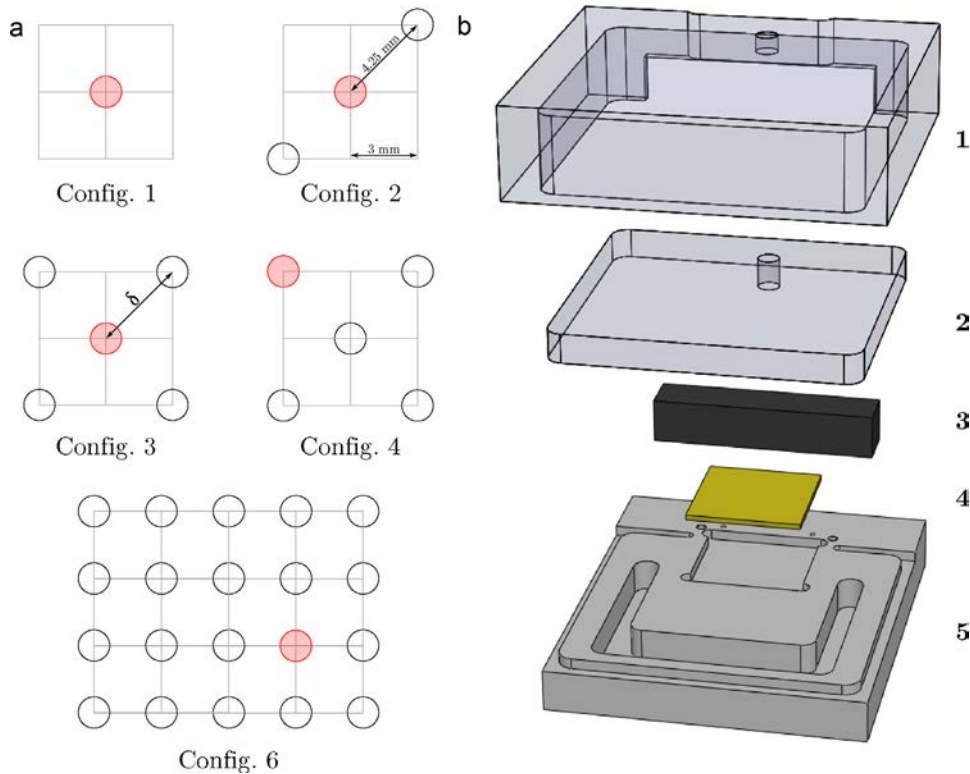 a
4.25 mm
3 mm
Config. 1
Config. 2
δ
Config. 3
Config. 4
Config. 6
b
1
2
3
4
5